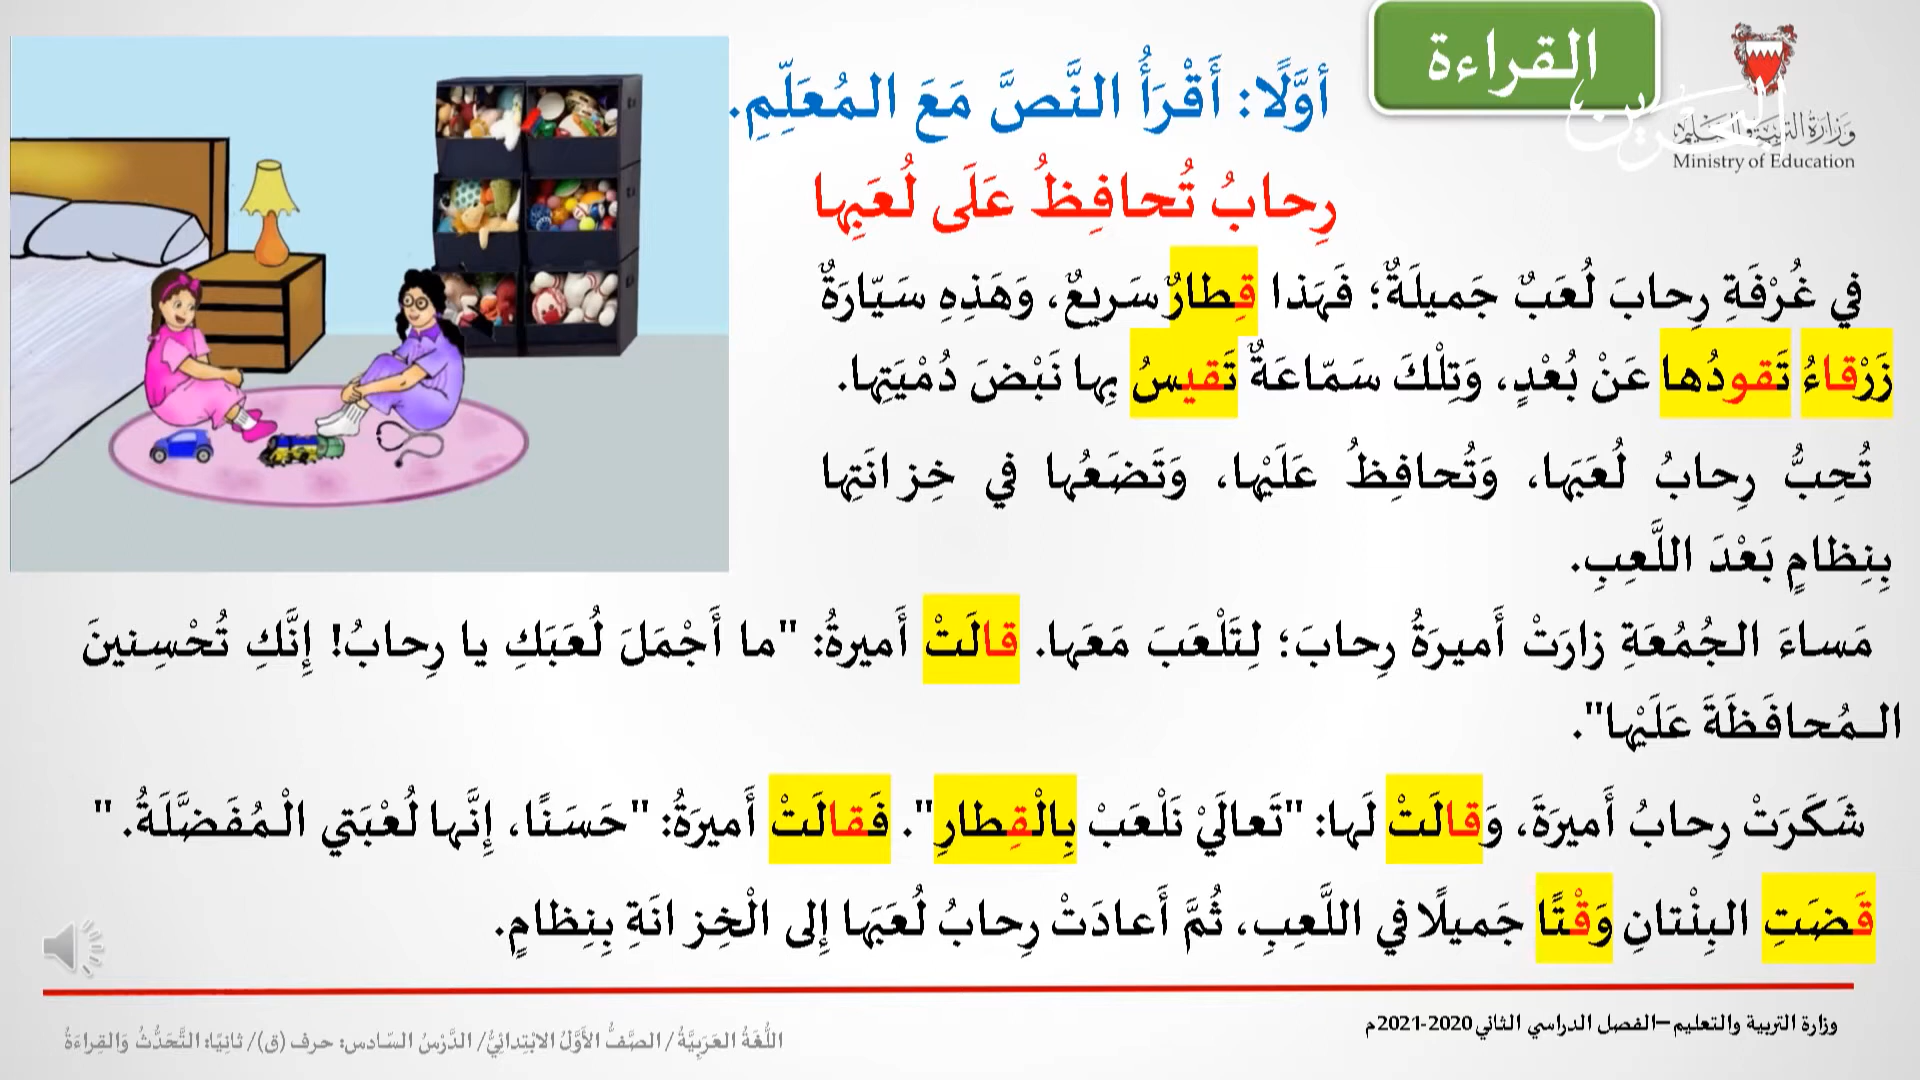 القراءة
البحرين
وزارة التربية والتعليم
Ministry of Education
أوَّلًا: أَقْرَأُ النَّصَّ مَعَ المُعَلِّمِ.
رِحابُ تُحافِظُ عَلَى لُعَبِها
في غُرْفَةِ رِحابَ لُعَبٌ جَميلَةٌ؛ فَهَذا قِطارٌ سَريعٌ، وَهَذِهِ سَيّارَةٌ
زَرْقاءُ تَقودُها عَنْ بُعْدٍ، وَتِلْكَ سَمّاعَةٌ تَقيسُ بِها نَبْضَ دُمْيَتِها.
تُحِبُّ رِحابُ لُعَبَها، وَتُحافِظُ عَلَيْها، وَتَضَعُها في خِزانَتِها
بِنِظامٍ بَعْدَ اللَّعِبِ.
مَساءَ الجُمُعَةِ زارَتْ أَميرَةُ رِحابَ؛ لِتَلْعَبَ مَعَها. قالَتْ أَميرةُ: "ما أَجْمَلَ لُعَبَكِ يا رِحابُ! إِنَّكِ تُحْسِنينَ
الـمُحافَظَةَ عَلَيْها".
شَكَرَتْ رِحابُ أَميرَةَ، وَقالَتْ لَها: "تَعالَيْ نَلْعَبْ بِالْقِطارِ". فَقالَتْ أَميرَةُ: "حَسَنًا، إِنَّها لُعْبَتي الْمُفَضَّلَةُ. "
قَضَتِ البِنْتانِ وَقْتًا جَميلًا في اللَّعِبِ، ثُمَّ أَعادَتْ رِحابُ لُعَبَها إِلى الْخِزانَةِ بِنِظامٍ.
وزارة التربية والتعليم –الفصل الدراسي الثاني 2020-2021م
اللُّغَةُ العَرَبِيَّةُ/ الصَّفُّ الأَوَّلُ الابْتِدائِيُّ/ الدَّرْسُ السّادس: حرف (ق)/ ثانِيًا: التَّحَدُّثُ وَالقِراءَةُ